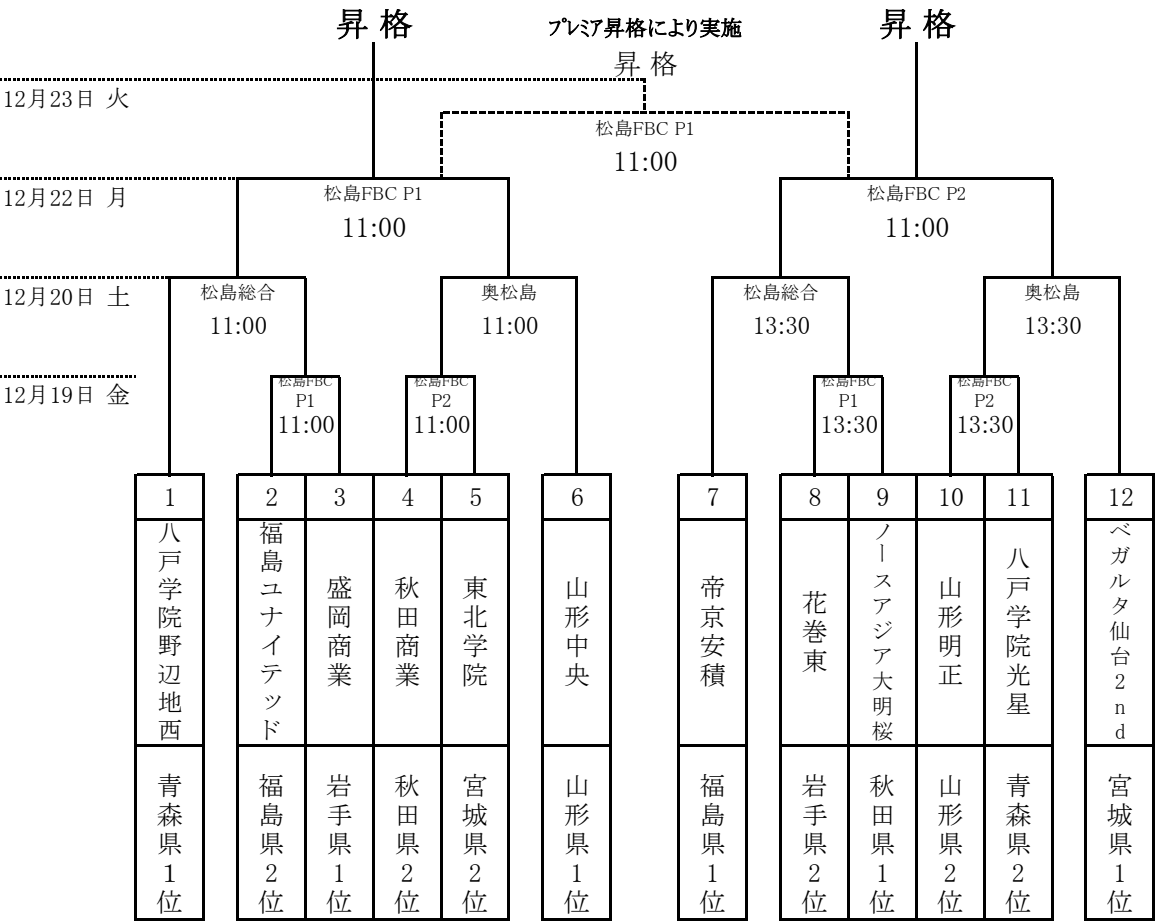 昇 格
プレミア昇格により実施
昇 格
昇 格
12月23日 火
松島FBC P1
11:00
12月22日 月
松島FBC P1
11:00
松島FBC P2
11:00
12月20日 土
松島総合
11:00
奥松島
11:00
松島総合
13:30
奥松島
13:30
12月19日 金
松島FBC
P1
11:00
松島FBC
P2
11:00
松島FBC
P1
13:30
松島FBC
P2
13:30
1
2
3
4
5
6
7
8
9
10
11
12
八戸学院野辺地西
福島ユナイテッド
盛岡商業
秋田商業
東北学院
山形中央
帝京安積
花巻東
ノースアジア大明桜
山形明正
八戸学院光星
ベガルタ仙台2nd
青森県1位
福島県2位
岩手県1位
秋田県2位
宮城県2位
山形県1位
福島県1位
岩手県2位
秋田県1位
山形県2位
青森県2位
宮城県1位